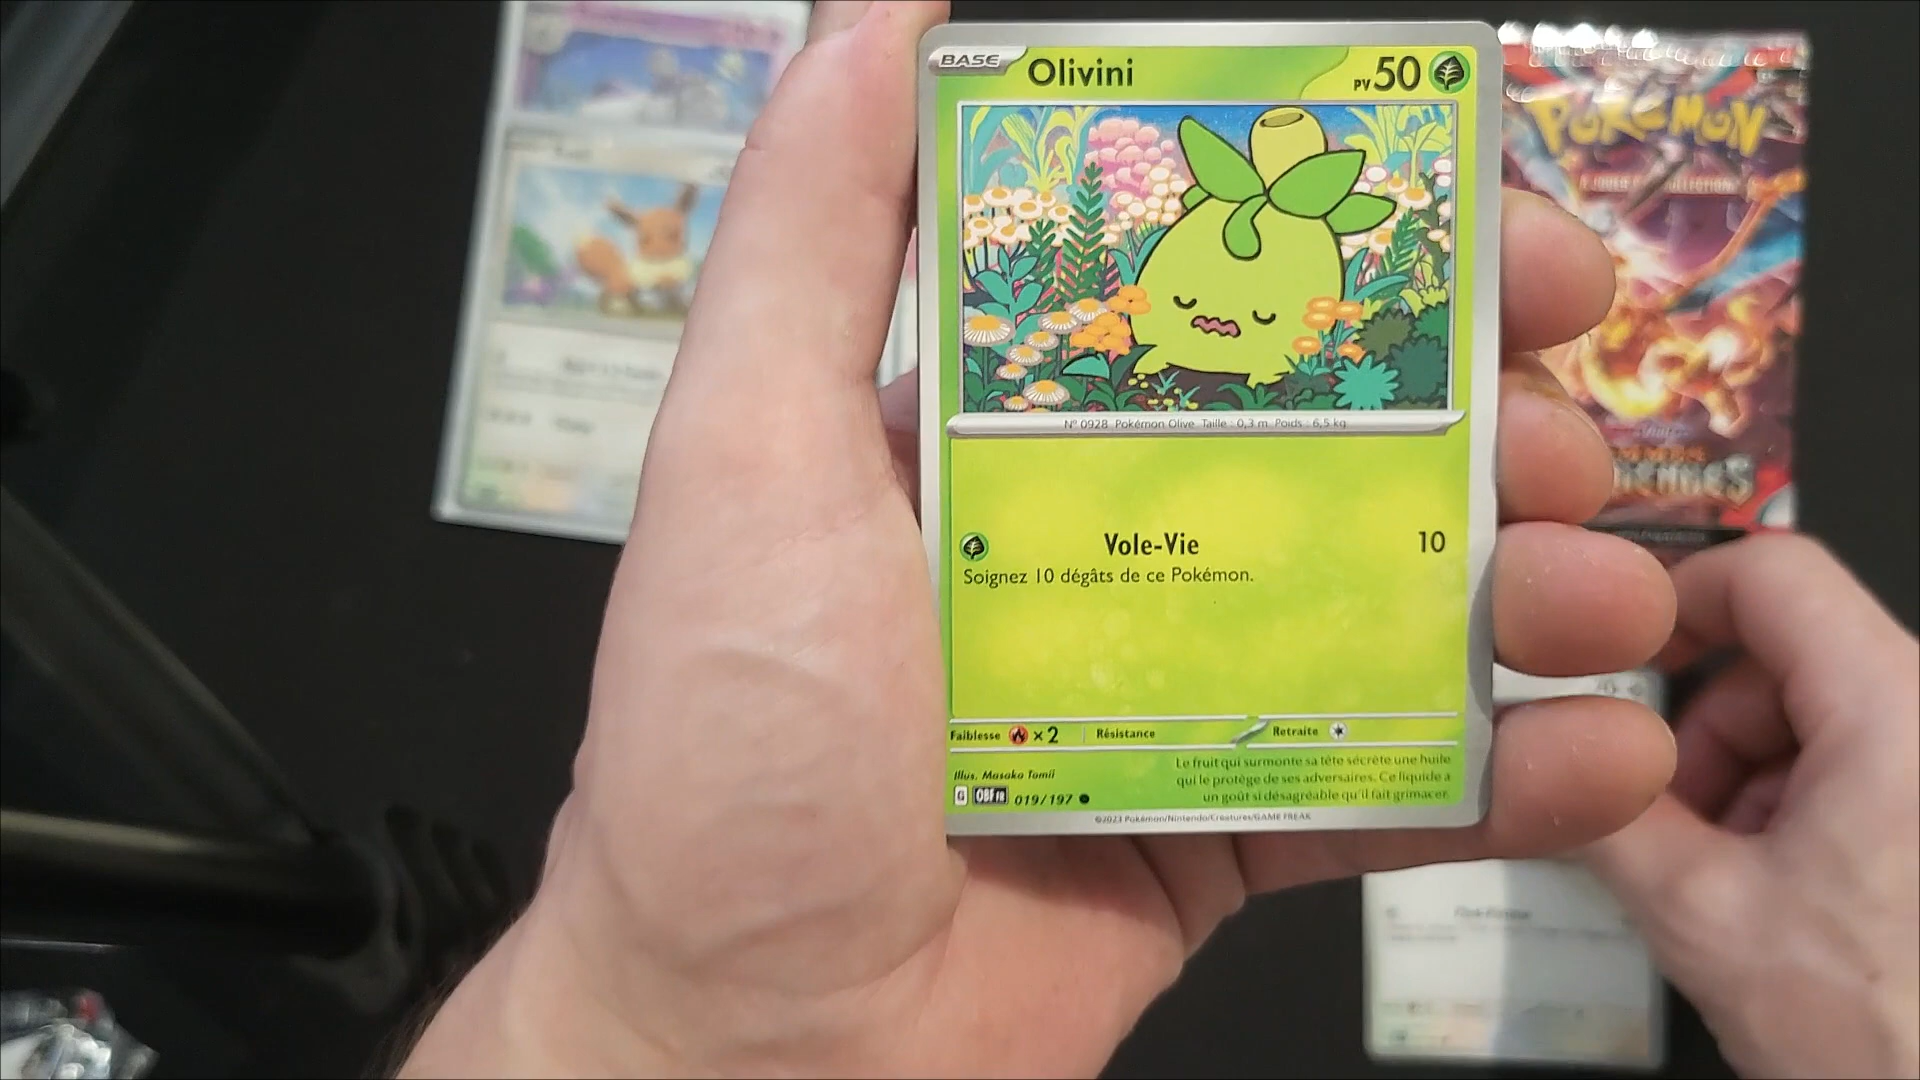 BASE Olivini PV 50
N° 0928 Pokémon Olive Taille : 0,3 m Poids : 6,5 kg
Vole-Vie 10
Soignez 10 dégâts de ce Pokémon.
Faiblesse ×2 Résistance Retraite
Le fruit qui surmonte sa tête sécrète une huile
qui le protège de ses adversaires. Ce liquide a
un goût si désagréable qu'il fait grimacer.
Illus. Masako Tomii
G OBF FR 019/197
©2023 Pokémon/Nintendo/Creatures/GAME FREAK
POKÉMON